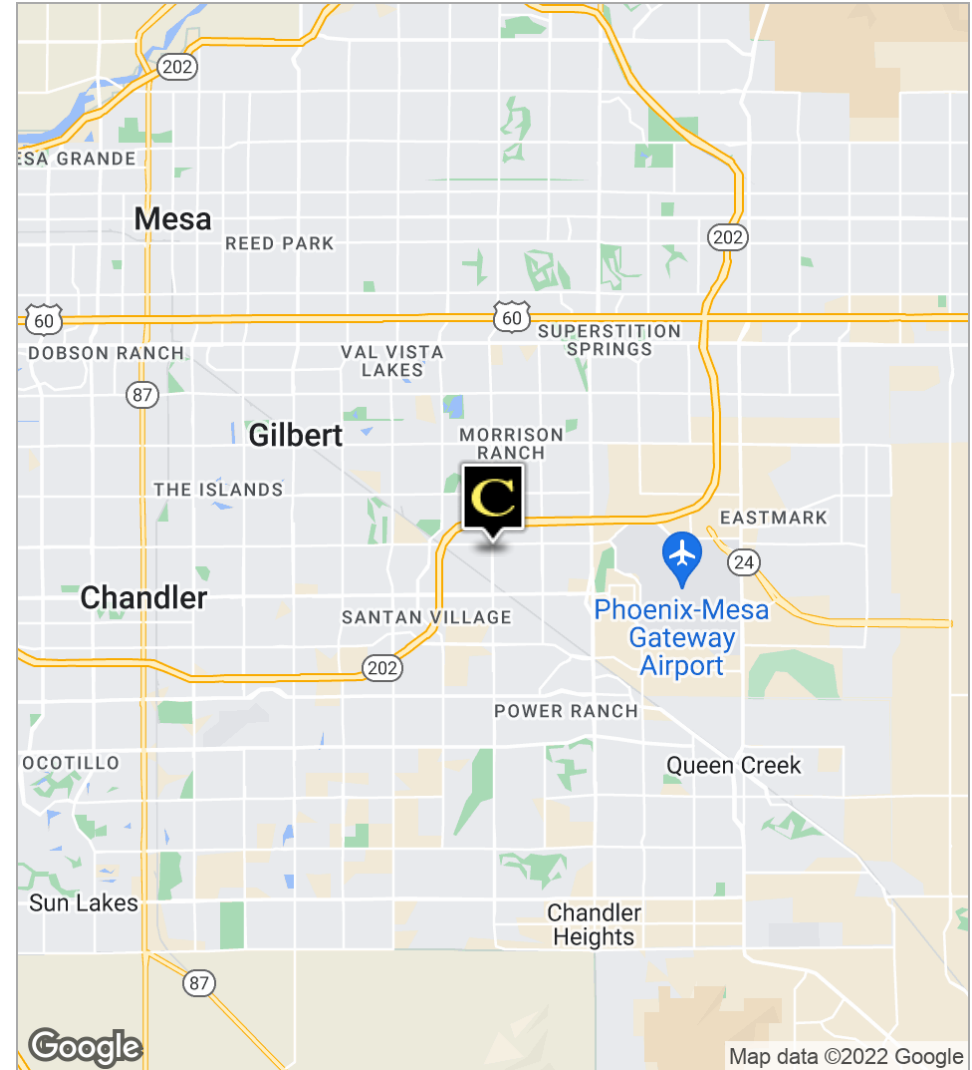 202
ESA GRANDE
Mesa
REED PARK
202
60
60
SUPERSTITION
SPRINGS
DOBSON RANCH
VAL VISTA
LAKES
87
Gilbert
MORRISON
RANCH
THE ISLANDS
C
EASTMARK
24
Chandler
Phoenix-Mesa
Gateway
Airport
SANTAN VILLAGE
202
POWER RANCH
OCOTILLO
Queen Creek
Sun Lakes
Chandler
Heights
87
Google
Map data ©2022 Google